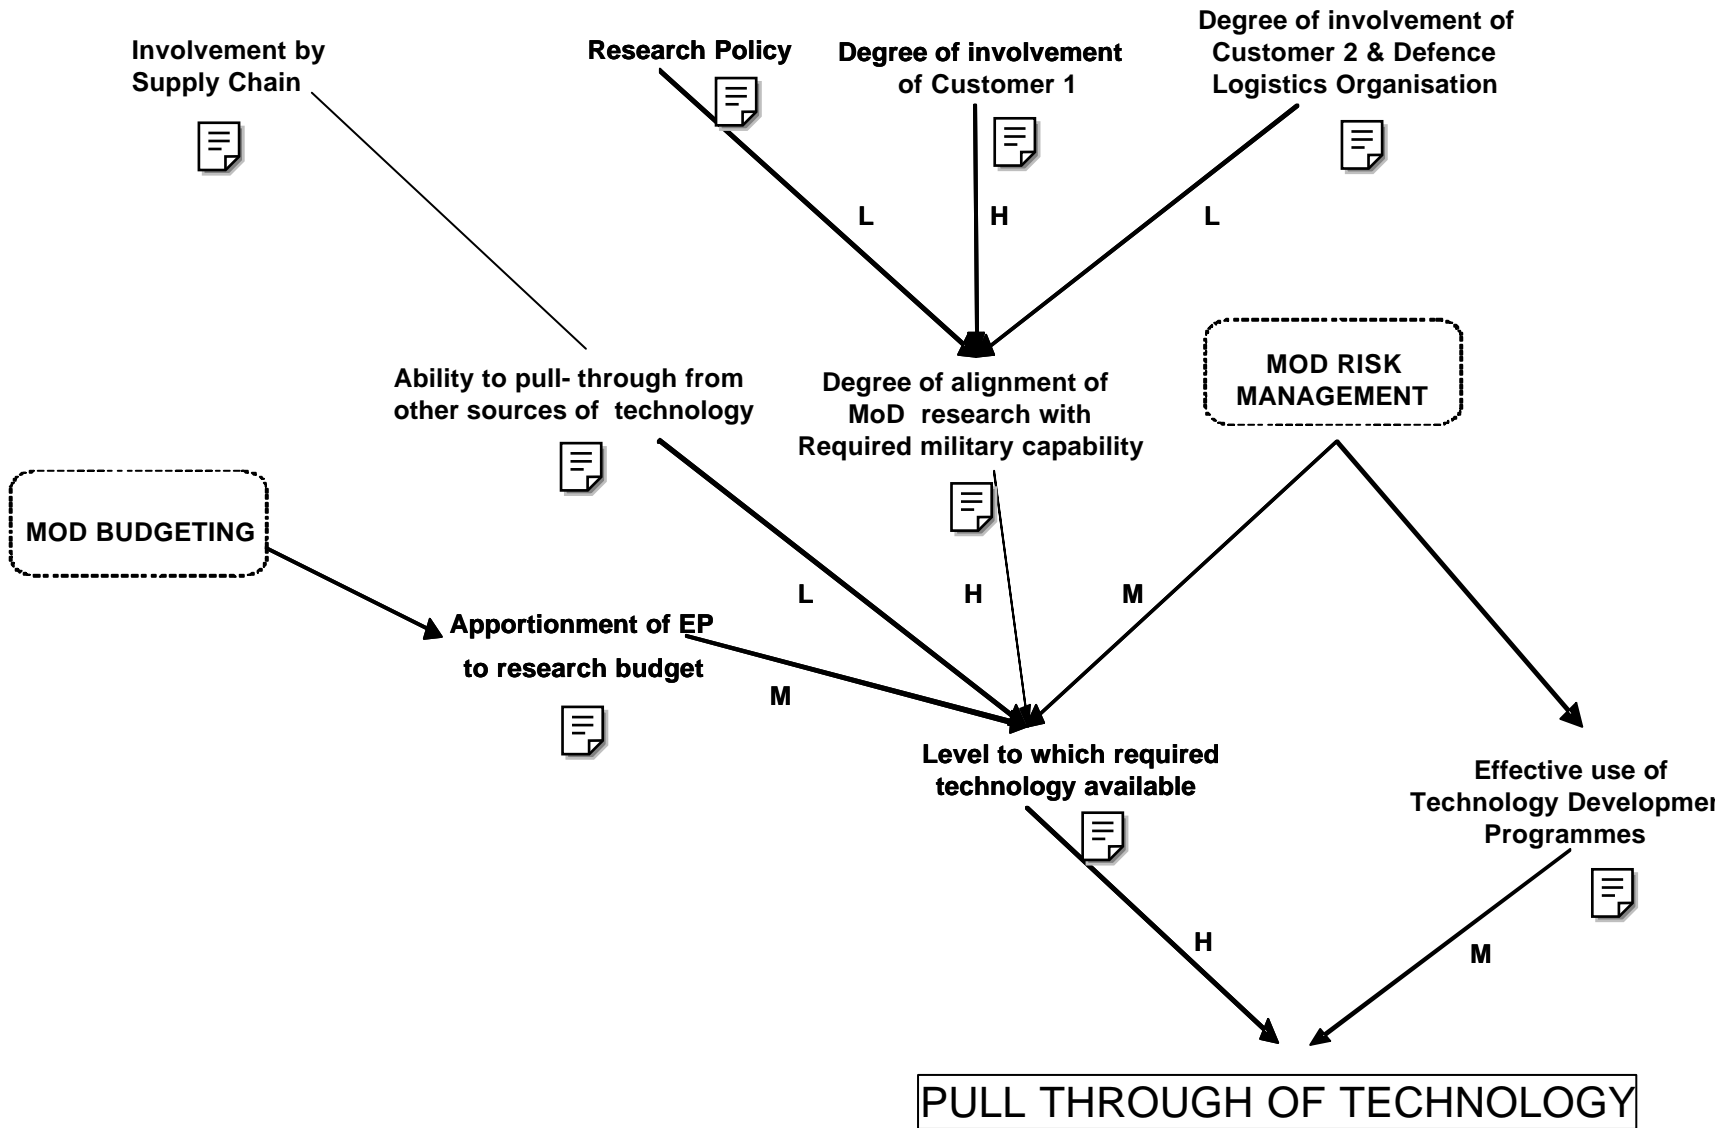 Involvement by
Supply Chain
Research Policy
Degree of involvement
of Customer 1
Degree of involvement of
Customer 2 & Defence
Logistics Organisation
L
H
L
Ability to pull- through from
other sources of technology
Degree of alignment of
MoD research with
Required military capability
MOD RISK
MANAGEMENT
MOD BUDGETING
L
H
M
Apportionment of EP
to research budget
M
Level to which required
technology available
Effective use of
Technology Developmen
Programmes
H
M
PULL THROUGH OF TECHNOLOGY